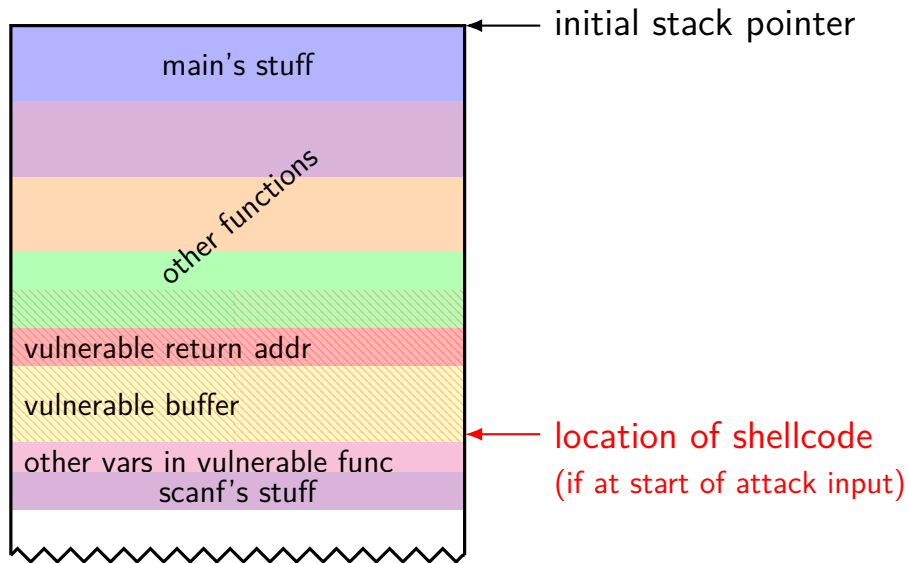 initial stack pointer
main's stuff
other functions
vulnerable return addr
vulnerable buffer
location of shellcode
(if at start of attack input)
other vars in vulnerable func
scanf's stuff